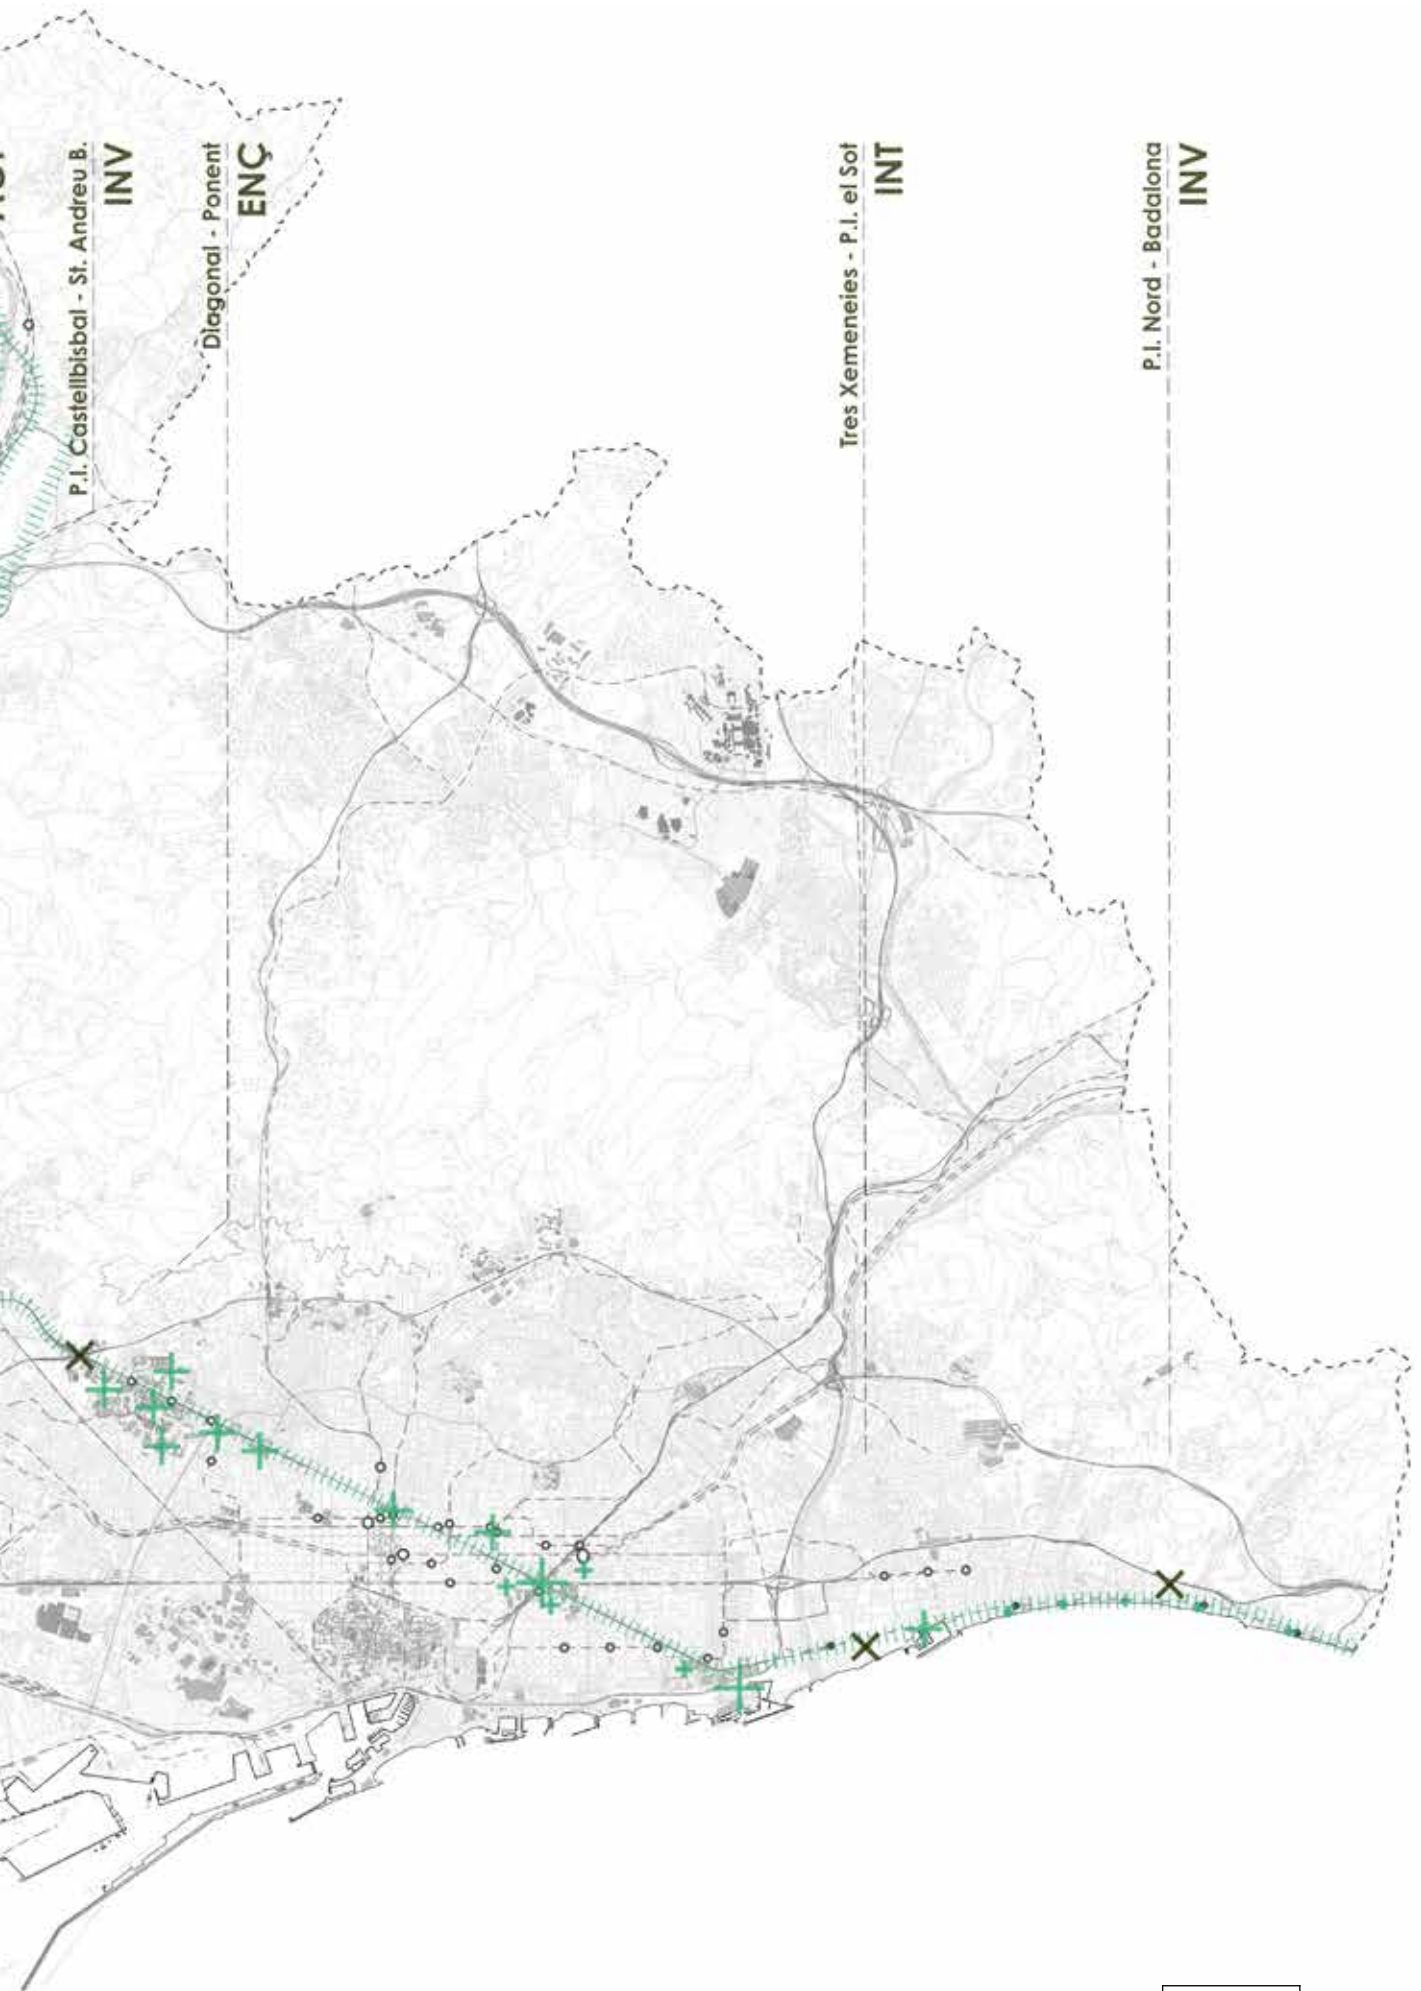 P.I. Castellbisbal - St. Andreu B.
INV
Diagonal - Ponent
ENÇ
Tres Xemeneies - P.I. el Sot
INT
P.I. Nord - Badalona
INV